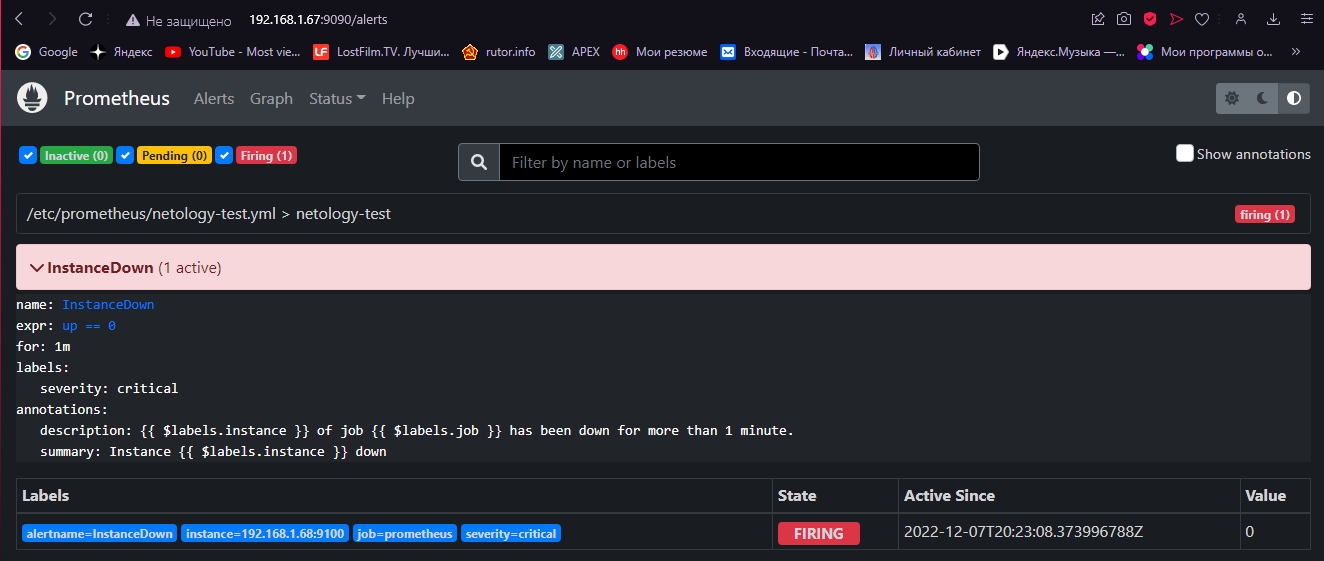 Не защищено 192.168.1.67:9090/alerts
Google Яндекс YouTube - Most vie... LostFilm.TV. Лучши... rutor.info APEX Мои резюме Входящие - Почта... Личный кабинет Яндекс.Музыка —... Мои программы о... »
Prometheus Alerts Graph Status Help
Inactive (0) Pending (0) Firing (1) Filter by name or labels Show annotations
/etc/prometheus/netology-test.yml > netology-test firing (1)
InstanceDown (1 active)
name: InstanceDown
expr: up == 0
for: 1m
labels:
severity: critical
annotations:
description: {{ $labels.instance }} of job {{ $labels.job }} has been down for more than 1 minute.
summary: Instance {{ $labels.instance }} down
Labels State Active Since Value
alertname=InstanceDown instance=192.168.1.68:9100 job=prometheus severity=critical FIRING 2022-12-07T20:23:08.373996788Z 0